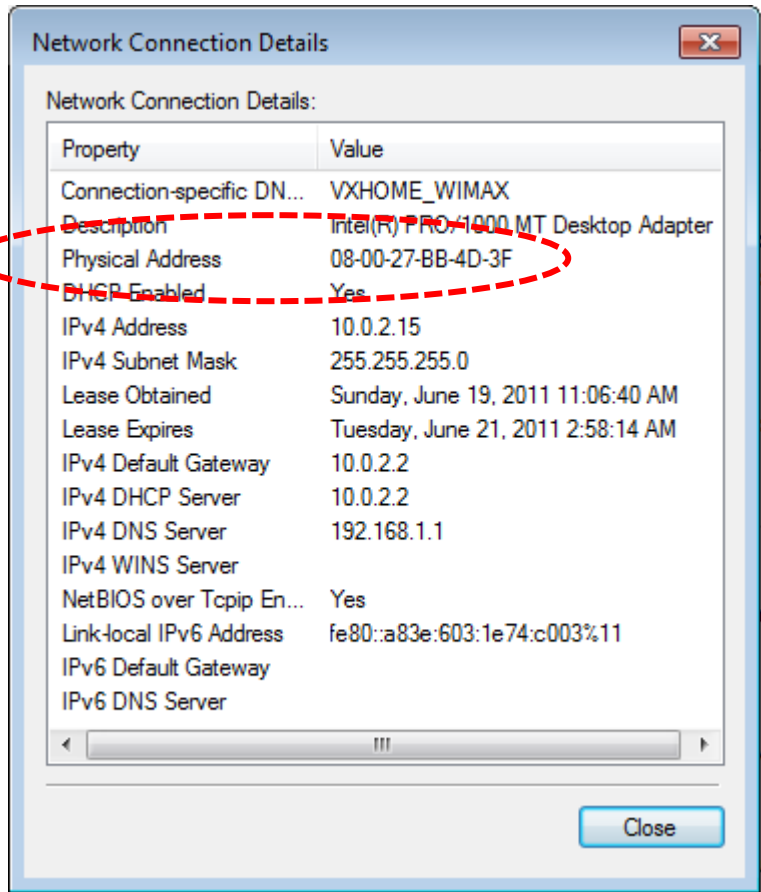 Network Connection Details
Network Connection Details:
Property Value
Connection-specific DN... VXHOME_WIMAX
Description Intel(R) PRO/1000 MT Desktop Adapter
Physical Address 08-00-27-BB-4D-3F
DHCP Enabled Yes
IPv4 Address 10.0.2.15
IPv4 Subnet Mask 255.255.255.0
Lease Obtained Sunday, June 19, 2011 11:06:40 AM
Lease Expires Tuesday, June 21, 2011 2:58:14 AM
IPv4 Default Gateway 10.0.2.2
IPv4 DHCP Server 10.0.2.2
IPv4 DNS Server 192.168.1.1
IPv4 WINS Server
NetBIOS over Tcpip En... Yes
Link-local IPv6 Address fe80::a83e:603:1e74:c003%11
IPv6 Default Gateway
IPv6 DNS Server
Close